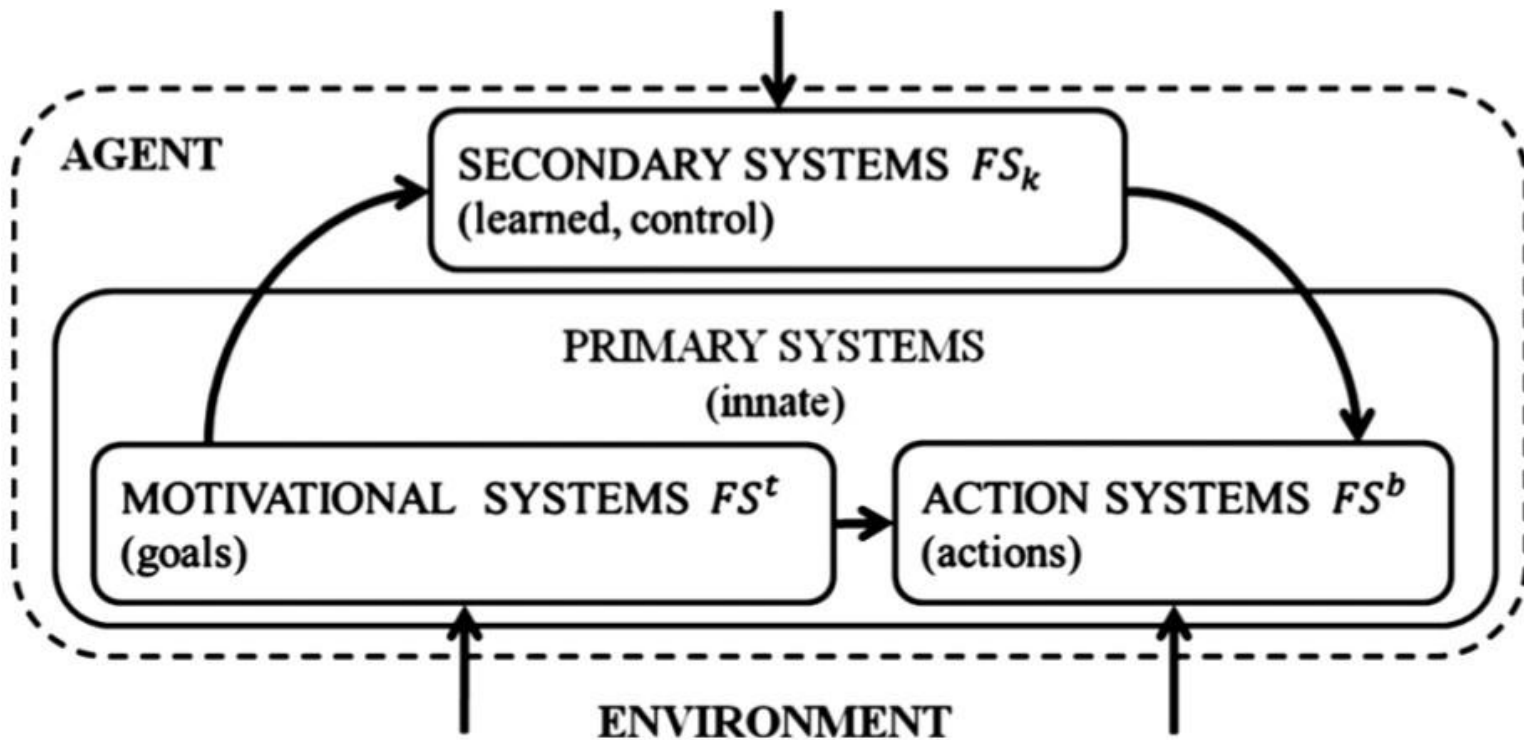 AGENT
SECONDARY SYSTEMS FSₖ
(learned, control)
PRIMARY SYSTEMS
(innate)
MOTIVATIONAL SYSTEMS FSᵗ
(goals)
ACTION SYSTEMS FSᵇ
(actions)
ENVIRONMENT